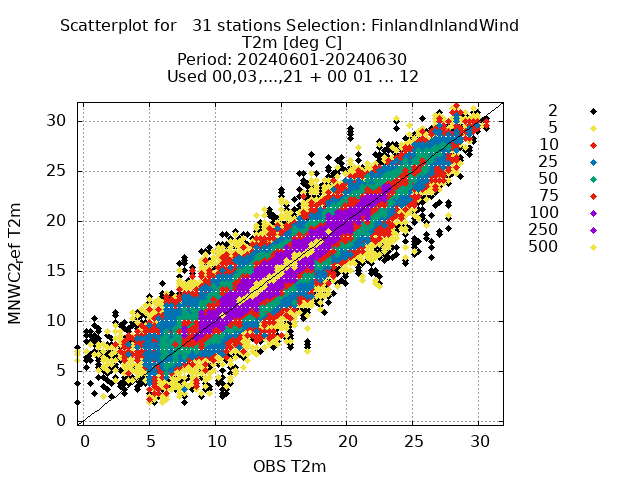 Scatterplot for   31 stations Selection: FinlandInlandWind
T2m [deg C]
Period: 20240601-20240630
Used 00,03,...,21 + 00 01 ... 12
MNWC2,ef T2m
30
25
20
15
10
5
0
0 5 10 15 20 25 30
OBS T2m
2
5
10
25
50
75
100
250
500